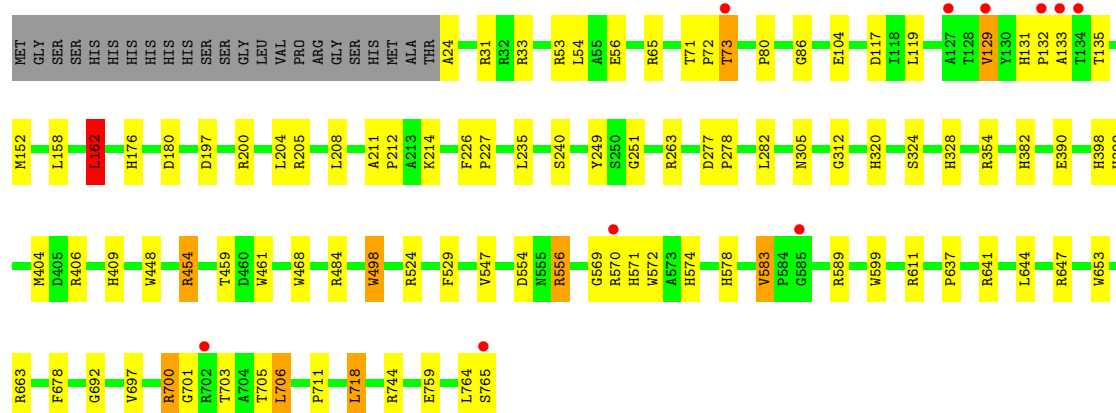 MET GLY SER SER HIS HIS HIS HIS HIS HIS SER SER GLY LEU VAL PRO ARG GLY SER HIS MET ALA THR A24 R31 R32 R33 R53 L54 A55 E56 R65 T71 P72 T73 P80 G86 E104 D117 I118 L119 A127 T128 V129 Y130 H131 P132 A133 T134 T135
M152 L158 L162 H176 D180 D197 R200 L204 R205 L208 A211 P212 A213 K214 F226 P227 L235 S240 Y249 S250 G251 R263 D277 P278 L282 N305 G312 H320 S324 H328 R354 H382 E390 H398
M404 D405 R406 H409 W448 R454 T459 D460 W461 W468 R484 W498 R524 F529 V547 D554 N555 R556 G569 R570 H571 W572 A573 H574 H578 V583 P584 G585 R589 W599 R611 P637 R641 L644 R647 W653
R663 F678 G692 V697 R700 G701 R702 T703 A704 T705 L706 P711 L718 R744 E759 L764 S765